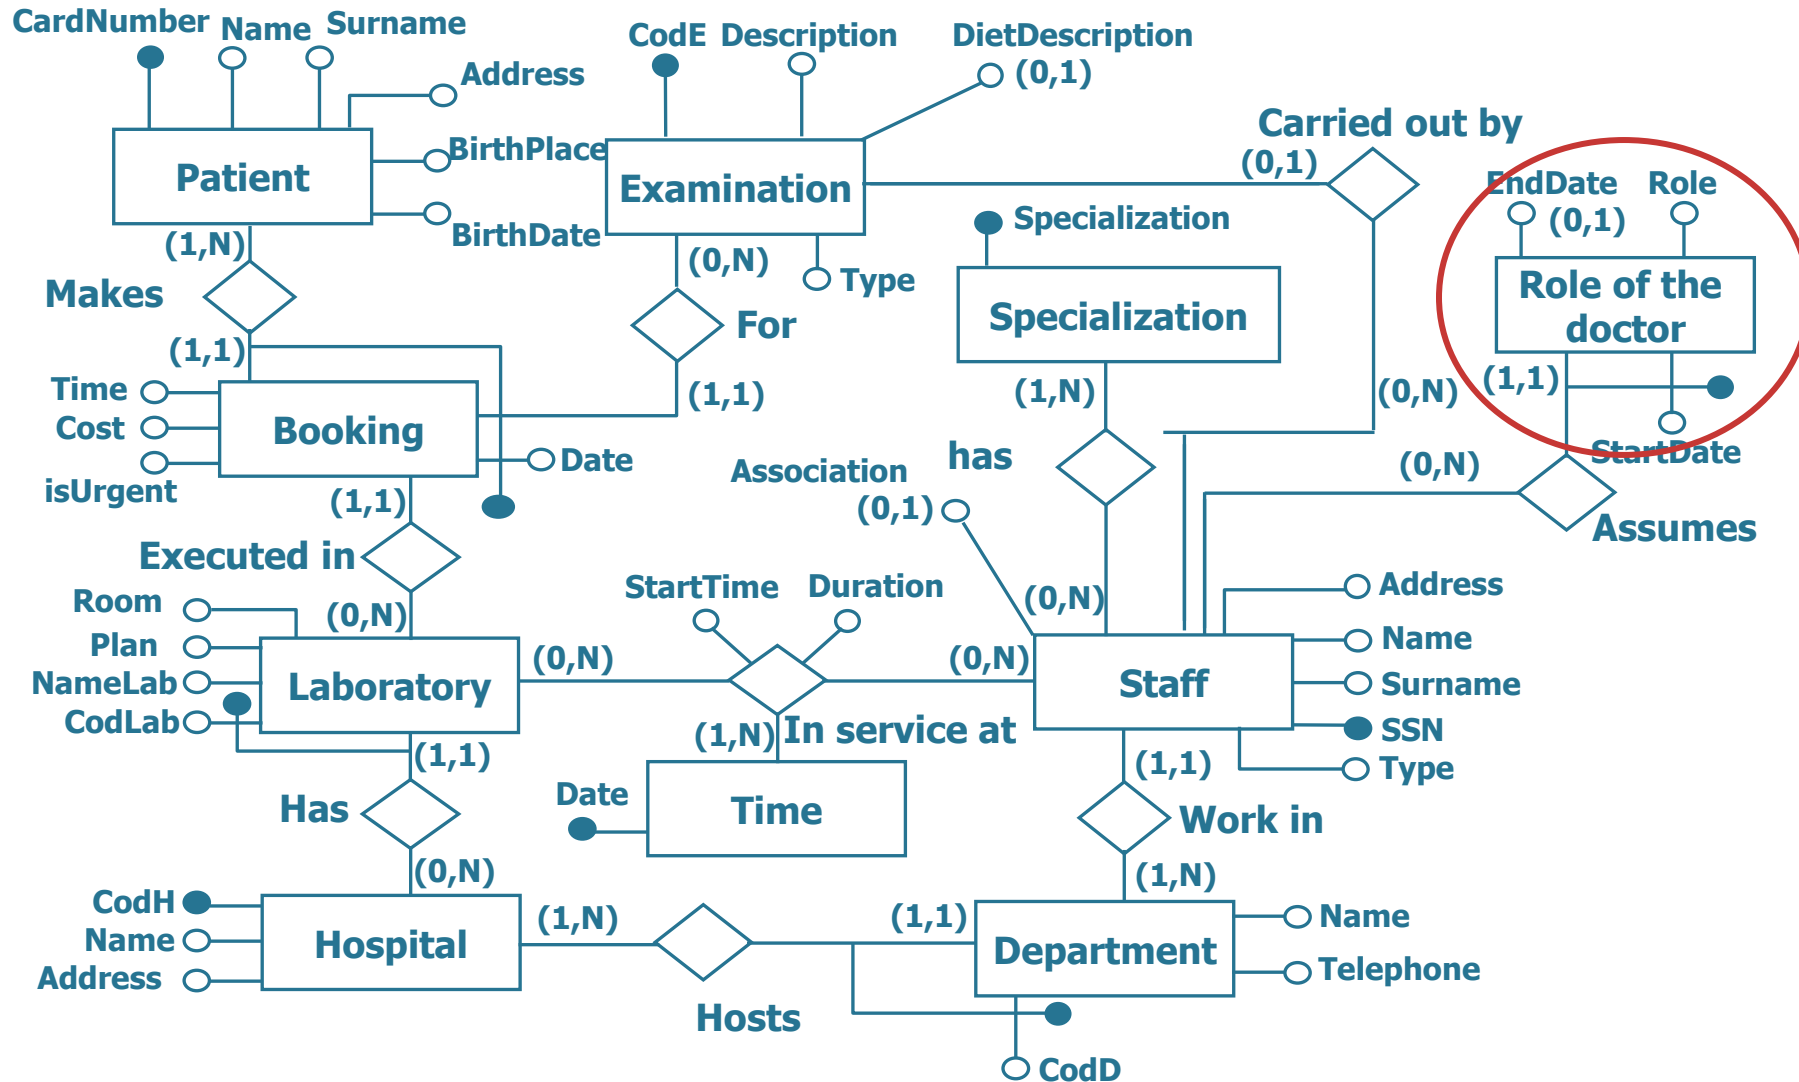 CardNumber
Name
Surname
Address
BirthPlace
BirthDate
Patient
(1,N)
Makes
(1,1)
CodE
Description
DietDescription
(0,1)
Examination
(0,N)
Type
For
(1,1)
Carried out by
(0,1)
(0,N)
Specialization
Specialization
(1,N)
has
(0,N)
EndDate
(0,1)
Role
Role of the
doctor
(1,1)
StartDate
(0,N)
Assumes
Time
Cost
isUrgent
Booking
Date
(1,1)
Executed in
(0,N)
Association
(0,1)
Room
Plan
NameLab
CodLab
Laboratory
(0,N)
StartTime
Duration
(0,N)
In service at
(1,N)
Date
Time
Staff
Address
Name
Surname
SSN
Type
(1,1)
Has
(0,N)
(1,1)
Work in
(1,N)
CodH
Name
Address
Hospital
(1,N)
Hosts
(1,1)
Department
Name
Telephone
CodD